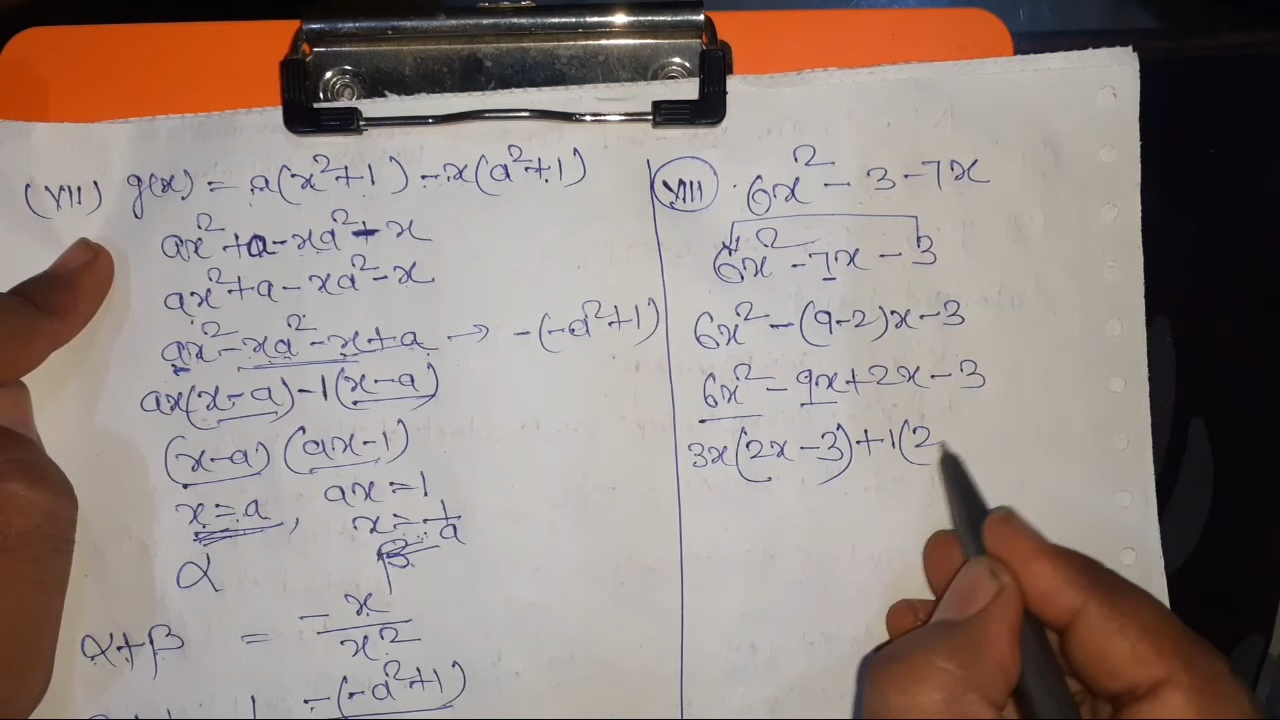 (VII) g(x) = a(x²+1) - x(a²+1)
ax²+a-xa²+x
ax²+a-xa²-x
ax²-xa²-x+a → -(-a²+1)
ax(x-a)-1(x-a)
(x-a) (ax-1)
x=a , ax=1
x=1/a
α β
α+β = -x/x²
-(-a²+1)
VIII 6x²-3-7x
6x²-7x-3
6x²-(9-2)x-3
6x²-9x+2x-3
3x(2x-3)+1(2